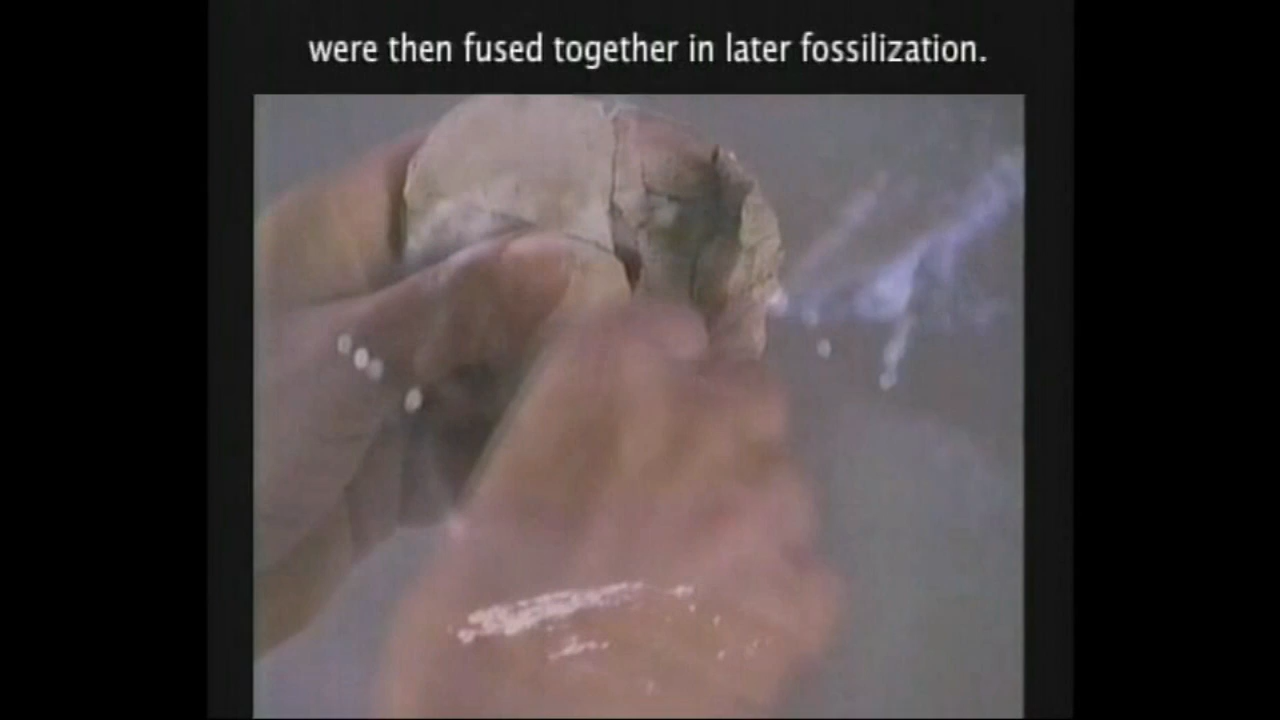 were then fused together in later fossilization.